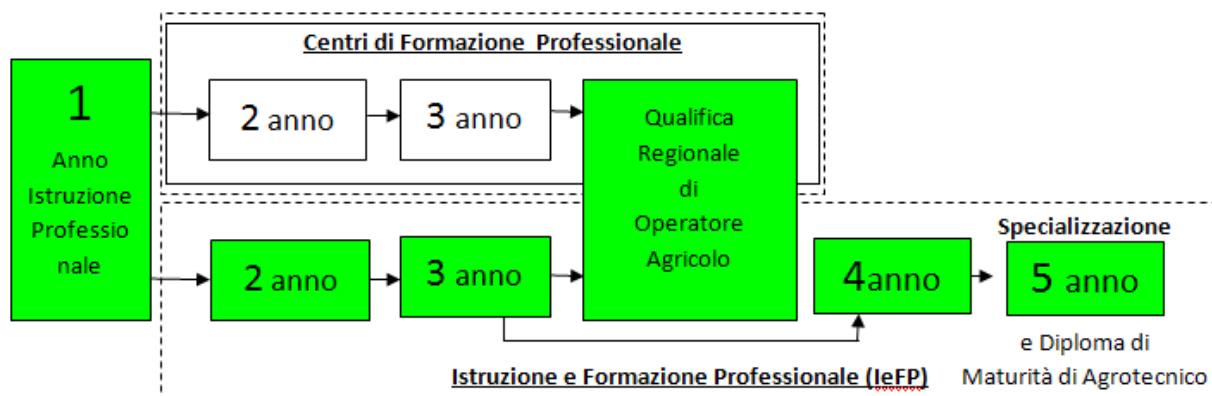 Centri di Formazione Professionale
1
Anno
Istruzione
Professio
nale
2 anno
3 anno
Qualifica
Regionale
di
Operatore
Agricolo
2 anno
3 anno
Specializzazione
4anno
5 anno
e Diploma di
Maturità di Agrotecnico
Istruzione e Formazione Professionale (IeFP)